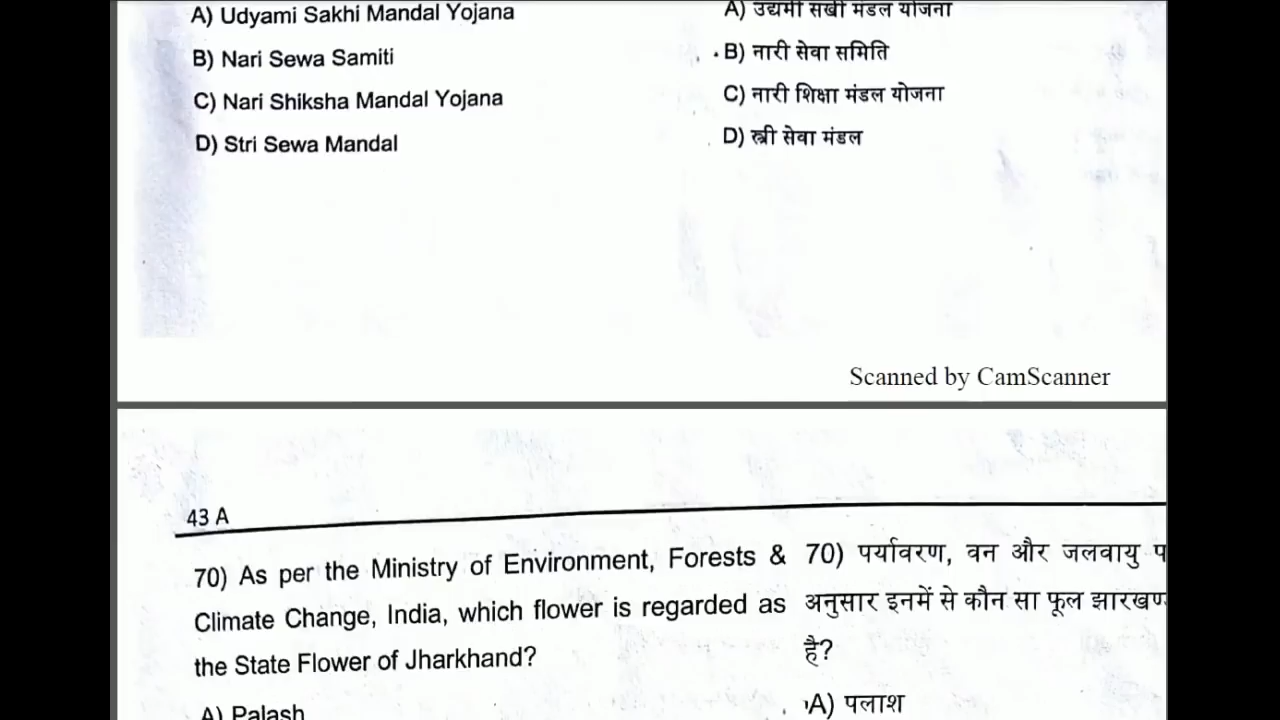 A) Udyami Sakhi Mandal Yojana
B) Nari Sewa Samiti
C) Nari Shiksha Mandal Yojana
D) Stri Sewa Mandal
A) उद्यमी सखी मंडल योजना
B) नारी सेवा समिति
C) नारी शिक्षा मंडल योजना
D) स्त्री सेवा मंडल
Scanned by CamScanner
43 A
70) As per the Ministry of Environment, Forests &
Climate Change, India, which flower is regarded as
the State Flower of Jharkhand?
A) Palash
70) पर्यावरण, वन और जलवायु
अनुसार इनमें से कौन सा फूल
है?
A) पलाश